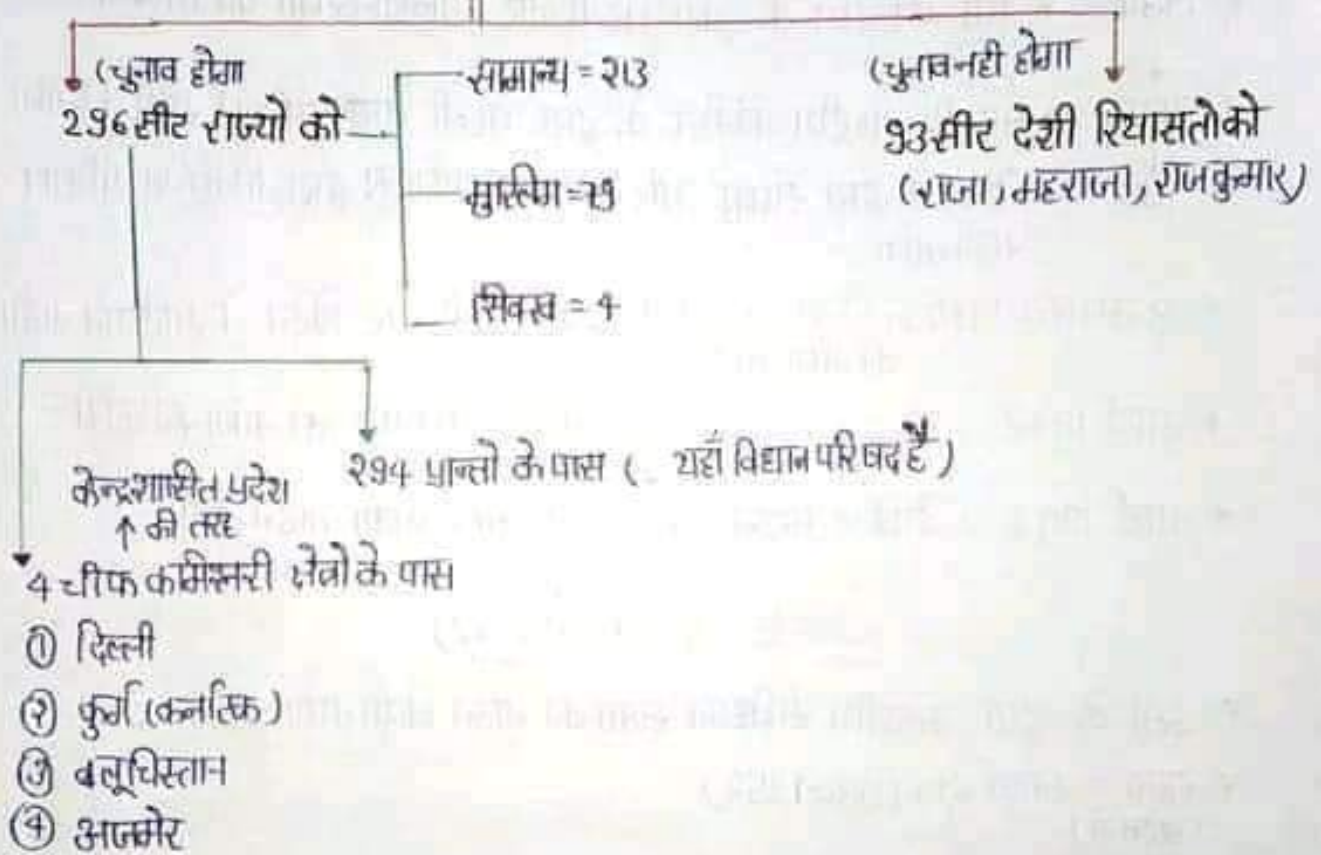 (चुनाव होगा
296 सीट राज्यो को
सामान्य = 213
मुस्लिम = 79
सिक्ख = 4
(चुनाव नही होगा
93 सीट देशी रियासतो को
(राजा, महराजा, राजकुमार)
294 प्रान्तो के पास ( यहाँ विधान परिषद है )
केन्द्रशासित प्रदेश
↑ की तरह
4 चीफ कमिश्नरी क्षेत्रो के पास
① दिल्ली
② कुर्ग (कर्नाटक)
③ बलूचिस्तान
④ अजमेर